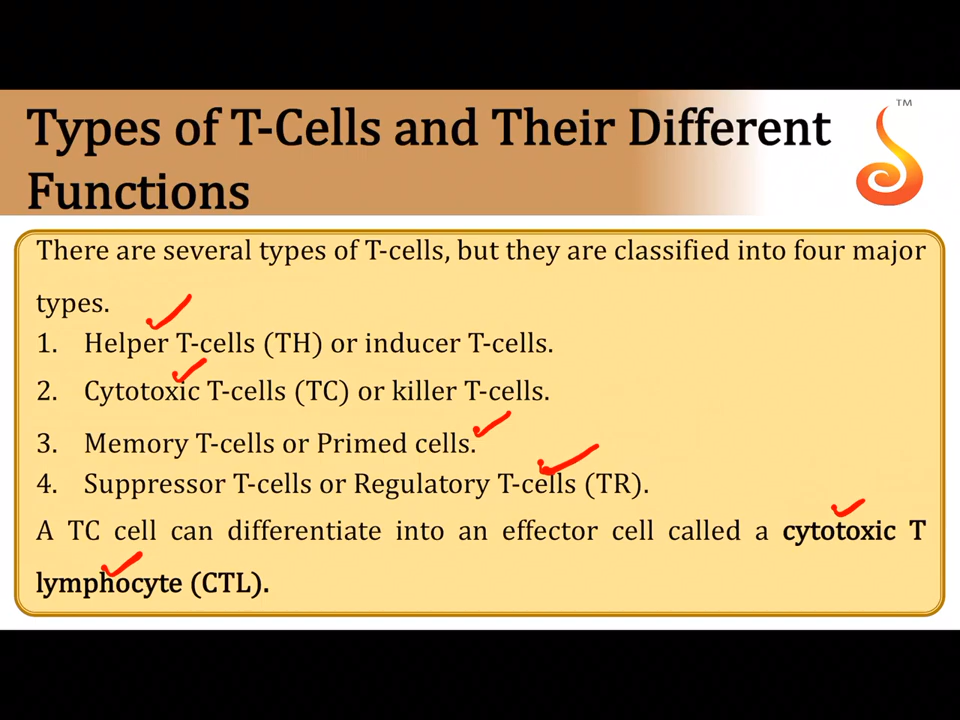 Types of T-Cells and Their Different
Functions
TM
There are several types of T-cells, but they are classified into four major
types.
1. Helper T-cells (TH) or inducer T-cells.
2. Cytotoxic T-cells (TC) or killer T-cells.
3. Memory T-cells or Primed cells.
4. Suppressor T-cells or Regulatory T-cells (TR).
A TC cell can differentiate into an effector cell called a cytotoxic T
lymphocyte (CTL).